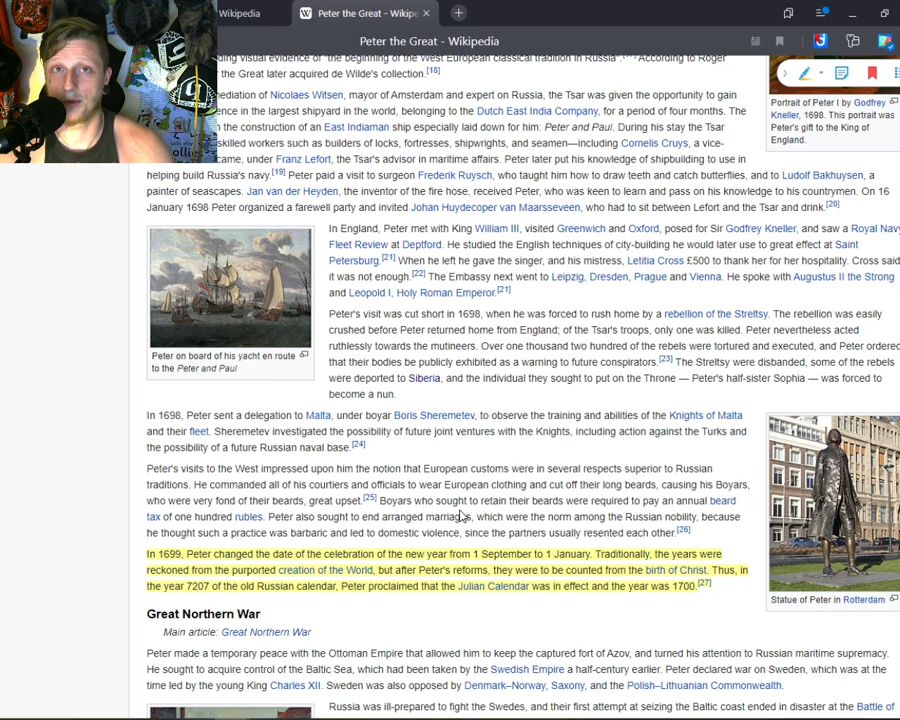 Wikipedia
Peter the Great - Wikipe
Peter the Great - Wikipedia
ding visual evidence of "the beginning of the West European classical tradition in Russia". According to Roger
the Great later acquired de Wilde's collection.[18]
ediation of Nicolaes Witsen, mayor of Amsterdam and expert on Russia, the Tsar was given the opportunity to gain
ence in the largest shipyard in the world, belonging to the Dutch East India Company, for a period of four months. The
n the construction of an East Indiaman ship especially laid down for him: Peter and Paul. During his stay the Tsar
skilled workers such as builders of locks, fortresses, shipwrights, and seamen—including Cornelis Cruys, a vice-
came, under Franz Lefort, the Tsar's advisor in maritime affairs. Peter later put his knowledge of shipbuilding to use in
helping build Russia's navy.[19] Peter paid a visit to surgeon Frederik Ruysch, who taught him how to draw teeth and catch butterflies, and to Ludolf Bakhuysen, a
painter of seascapes. Jan van der Heyden, the inventor of the fire hose, received Peter, who was keen to learn and pass on his knowledge to his countrymen. On 16
January 1698 Peter organized a farewell party and invited Johan Huydecoper van Maarsseveen, who had to sit between Lefort and the Tsar and drink.[20]
Portrait of Peter I by Godfrey
Kneller, 1698. This portrait was
Peter's gift to the King of
England.
In England, Peter met with King William III, visited Greenwich and Oxford, posed for Sir Godfrey Kneller, and saw a Royal Navy
Fleet Review at Deptford. He studied the English techniques of city-building he would later use to great effect at Saint
Petersburg.[21] When he left he gave the singer, and his mistress, Letitia Cross £500 to thank her for her hospitality. Cross said
it was not enough.[22] The Embassy next went to Leipzig, Dresden, Prague and Vienna. He spoke with Augustus II the Strong
and Leopold I, Holy Roman Emperor.[21]
Peter's visit was cut short in 1698, when he was forced to rush home by a rebellion of the Streltsy. The rebellion was easily
crushed before Peter returned home from England; of the Tsar's troops, only one was killed. Peter nevertheless acted
ruthlessly towards the mutineers. Over one thousand two hundred of the rebels were tortured and executed, and Peter ordered
that their bodies be publicly exhibited as a warning to future conspirators.[23] The Streltsy were disbanded, some of the rebels
were deported to Siberia, and the individual they sought to put on the Throne — Peter's half-sister Sophia — was forced to
become a nun.
Peter on board of his yacht en route
to the Peter and Paul
In 1698, Peter sent a delegation to Malta, under boyar Boris Sheremetev, to observe the training and abilities of the Knights of Malta
and their fleet. Sheremetev investigated the possibility of future joint ventures with the Knights, including action against the Turks and
the possibility of a future Russian naval base.[24]
Peter's visits to the West impressed upon him the notion that European customs were in several respects superior to Russian
traditions. He commanded all of his courtiers and officials to wear European clothing and cut off their long beards, causing his Boyars,
who were very fond of their beards, great upset.[25] Boyars who sought to retain their beards were required to pay an annual beard
tax of one hundred rubles. Peter also sought to end arranged marriages, which were the norm among the Russian nobility, because
he thought such a practice was barbaric and led to domestic violence, since the partners usually resented each other.[26]
In 1699, Peter changed the date of the celebration of the new year from 1 September to 1 January. Traditionally, the years were
reckoned from the purported creation of the World, but after Peter's reforms, they were to be counted from the birth of Christ. Thus, in
the year 7207 of the old Russian calendar, Peter proclaimed that the Julian Calendar was in effect and the year was 1700.[27]
Statue of Peter in Rotterdam
Great Northern War
Main article: Great Northern War
Peter made a temporary peace with the Ottoman Empire that allowed him to keep the captured fort of Azov, and turned his attention to Russian maritime supremacy.
He sought to acquire control of the Baltic Sea, which had been taken by the Swedish Empire a half-century earlier. Peter declared war on Sweden, which was at the
time led by the young King Charles XII. Sweden was also opposed by Denmark–Norway, Saxony, and the Polish–Lithuanian Commonwealth.
Russia was ill-prepared to fight the Swedes, and their first attempt at seizing the Baltic coast ended in disaster at the Battle of